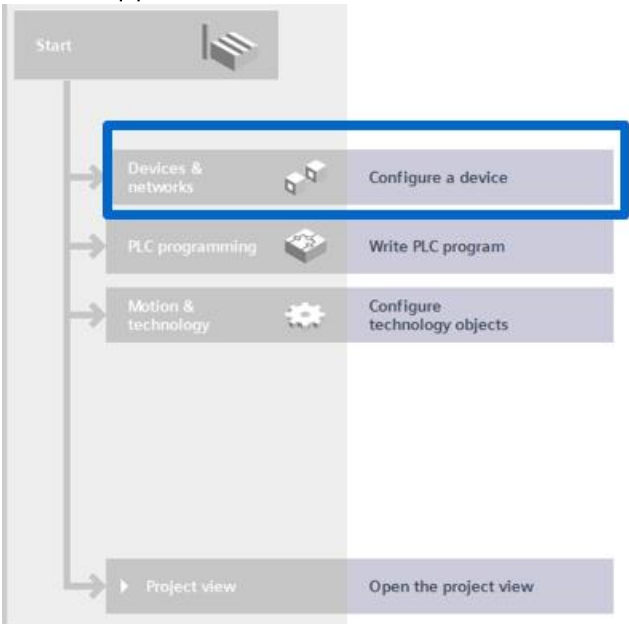 Start
Devices &
networks
Configure a device
PLC programming
Write PLC program
Motion &
technology
Configure
technology objects
Project view
Open the project view